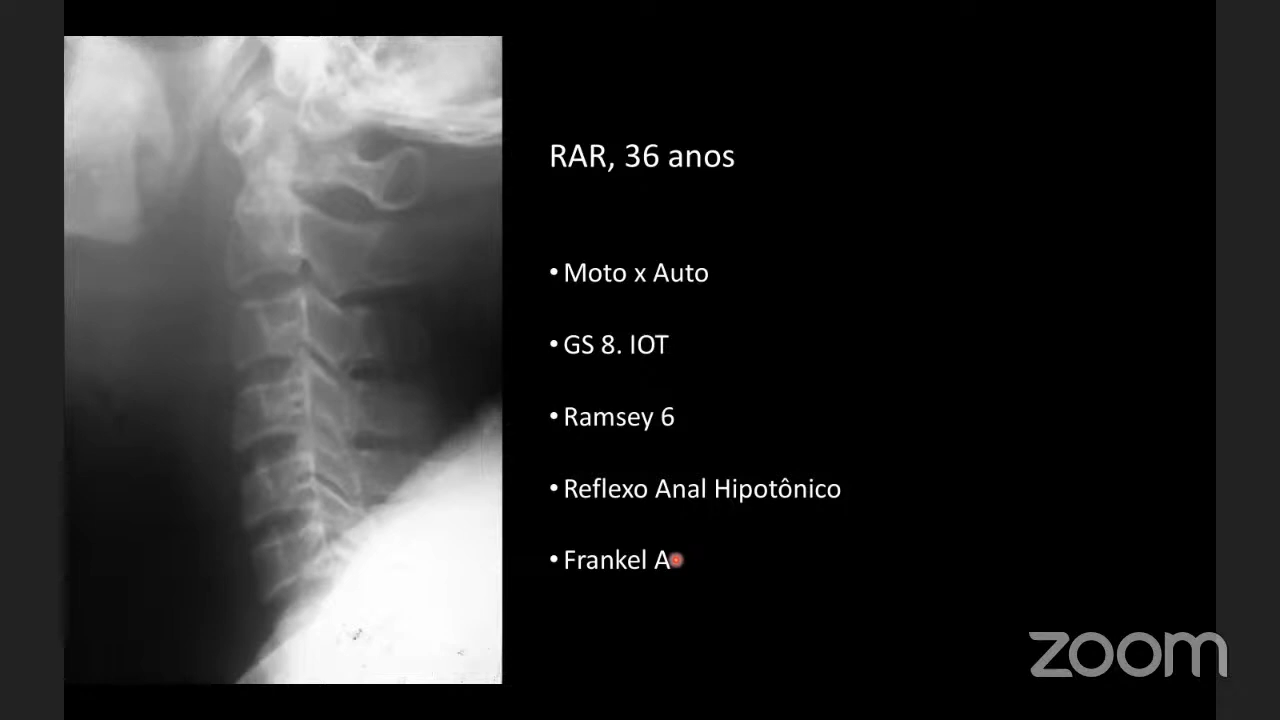 RAR, 36 anos
• Moto x Auto
• GS 8. IOT
• Ramsey 6
• Reflexo Anal Hipotônico
• Frankel A
zoom